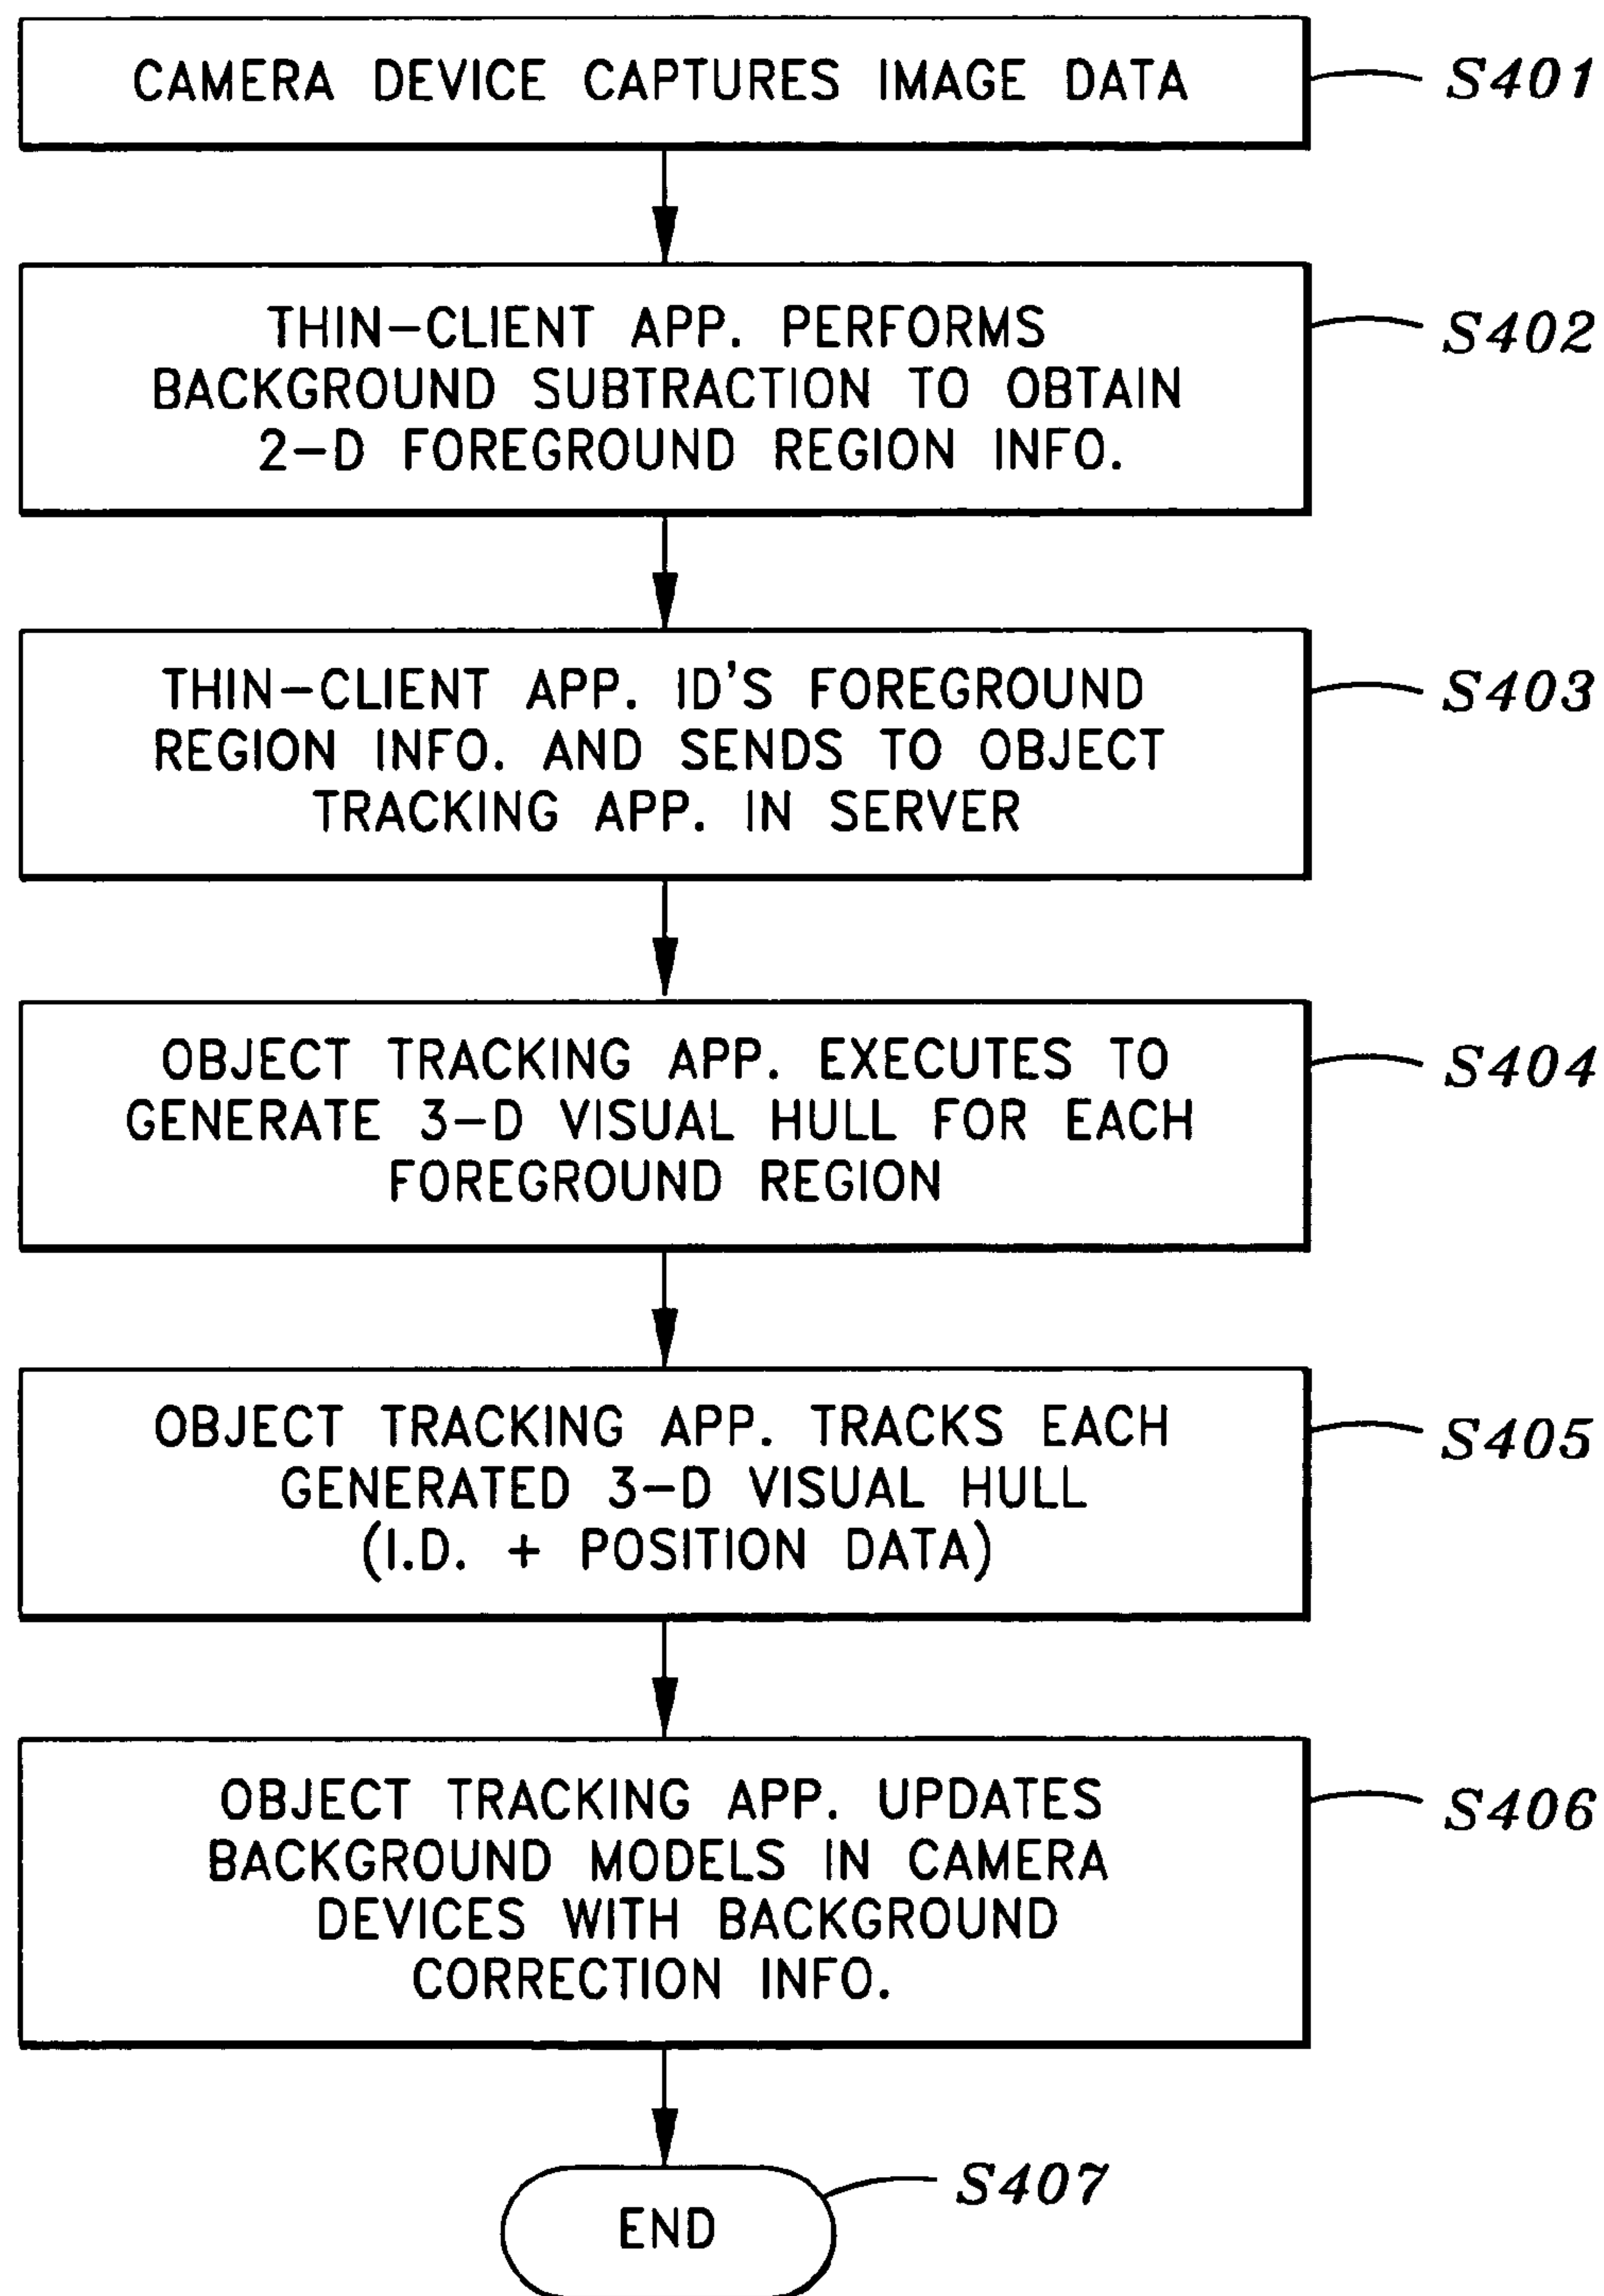 CAMERA DEVICE CAPTURES IMAGE DATA
S401
THIN-CLIENT APP. PERFORMS
BACKGROUND SUBTRACTION TO OBTAIN
2-D FOREGROUND REGION INFO.
S402
THIN-CLIENT APP. ID'S FOREGROUND
REGION INFO. AND SENDS TO OBJECT
TRACKING APP. IN SERVER
S403
OBJECT TRACKING APP. EXECUTES TO
GENERATE 3-D VISUAL HULL FOR EACH
FOREGROUND REGION
S404
OBJECT TRACKING APP. TRACKS EACH
GENERATED 3-D VISUAL HULL
(I.D. + POSITION DATA)
S405
OBJECT TRACKING APP. UPDATES
BACKGROUND MODELS IN CAMERA
DEVICES WITH BACKGROUND
CORRECTION INFO.
S406
END
S407